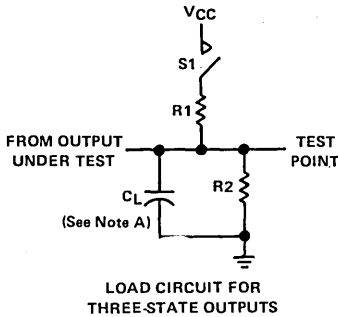 VCC
S1
R1
FROM OUTPUT
UNDER TEST
TEST
POINT
CL
(See Note A)
R2
LOAD CIRCUIT FOR
THREE-STATE OUTPUTS